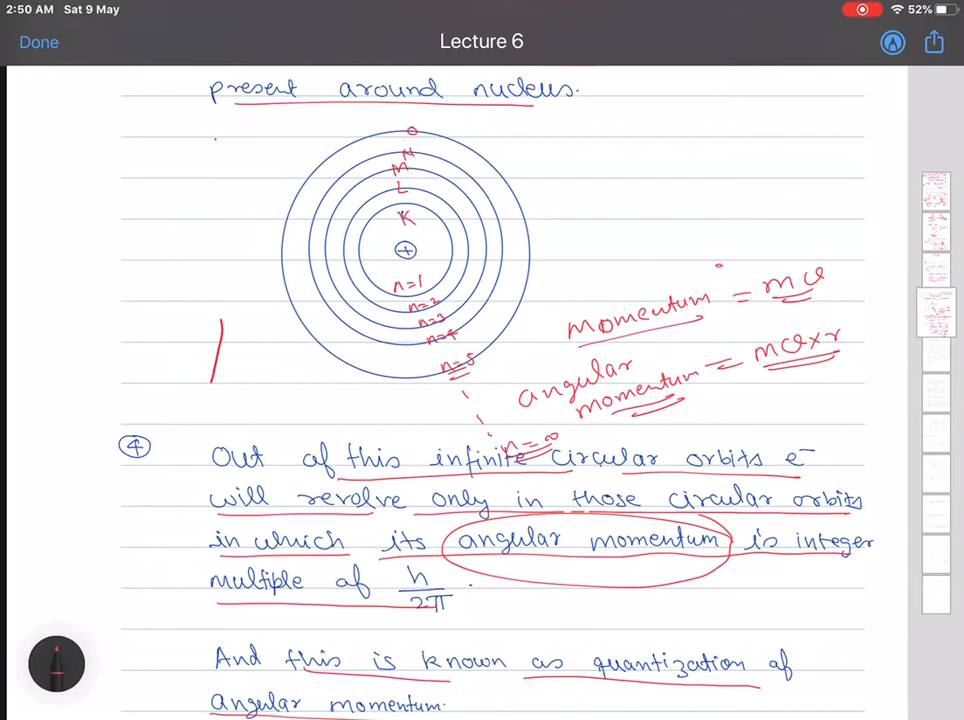 2:50 AM Sat 9 May 52%
Done Lecture 6
present around nucleus.
O
N
M
L
K
+
n=1
n=2
n=3
n=4
n=5
n=∞
momentum = mv
angular
momentum = mv×r
④ Out of this infinite circular orbits e-
will revolve only in those circular orbits
in which its angular momentum is integer
multiple of h/2π.
And this is known as quantization of
angular momentum.